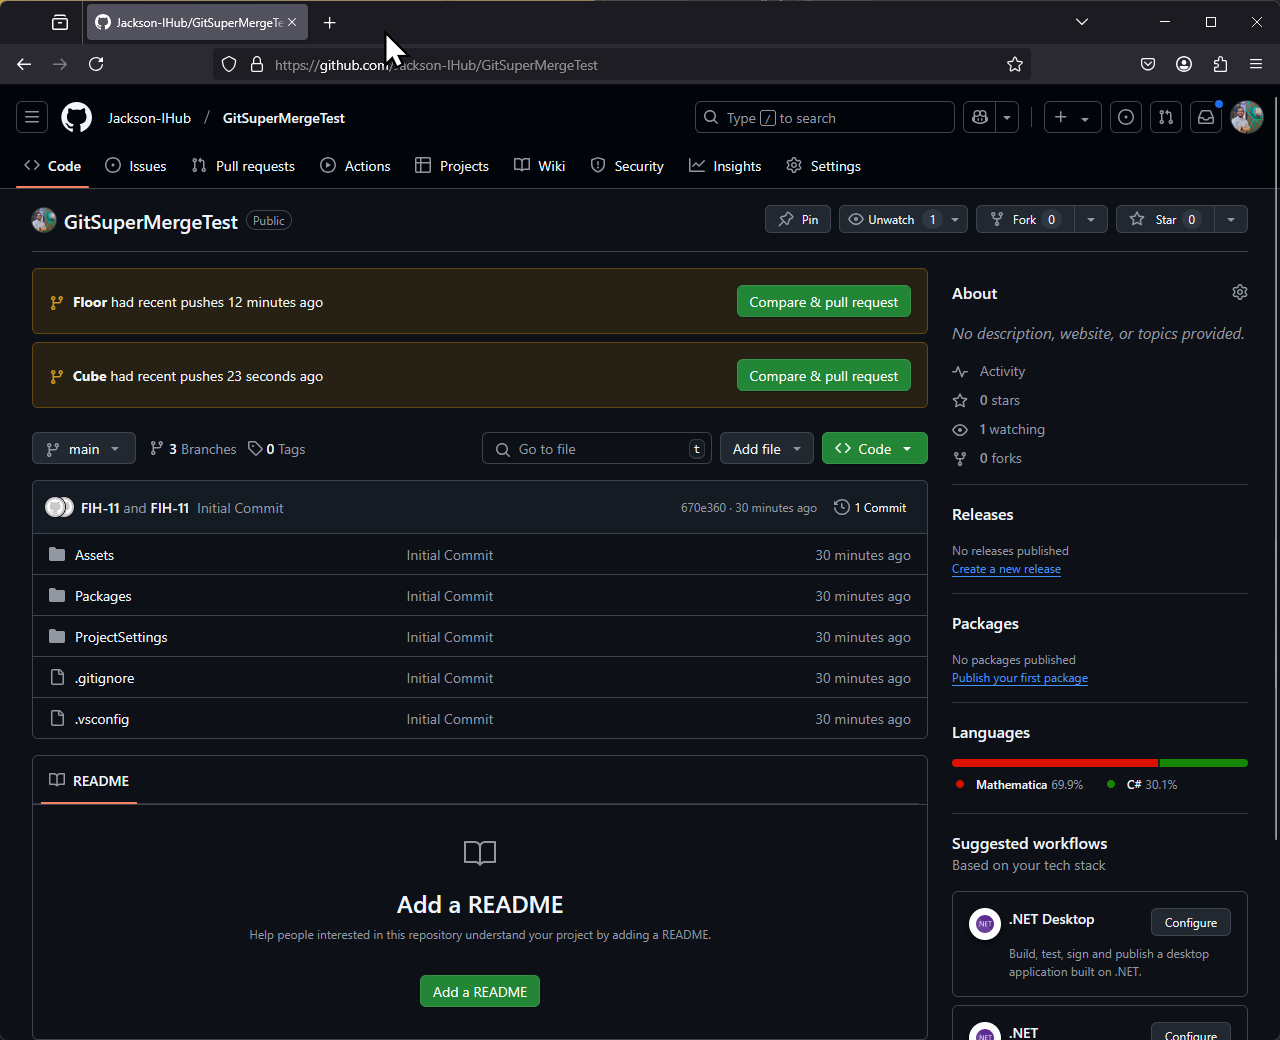 Jackson-IHub/GitSuperMergeTe
https://github.com/Jackson-IHub/GitSuperMergeTest
Jackson-IHub / GitSuperMergeTest
Type / to search
Code Issues Pull requests Actions Projects Wiki Security Insights Settings
GitSuperMergeTest Public
Pin Unwatch 1 Fork 0 Star 0
Floor had recent pushes 12 minutes ago
Compare & pull request
Cube had recent pushes 23 seconds ago
Compare & pull request
main 3 Branches 0 Tags
Go to file t
Add file
<> Code
FIH-11 and FIH-11 Initial Commit
670e360 · 30 minutes ago
1 Commit
Assets Initial Commit 30 minutes ago
Packages Initial Commit 30 minutes ago
ProjectSettings Initial Commit 30 minutes ago
.gitignore Initial Commit 30 minutes ago
.vsconfig Initial Commit 30 minutes ago
README
Add a README
Help people interested in this repository understand your project by adding a README.
Add a README
About
No description, website, or topics provided.
Activity
0 stars
1 watching
0 forks
Releases
No releases published
Create a new release
Packages
No packages published
Publish your first package
Languages
Mathematica 69.9% C# 30.1%
Suggested workflows
Based on your tech stack
.NET
.NET Desktop
Configure
Build, test, sign and publish a desktop
application built on .NET.
.NET
.NET
Configure